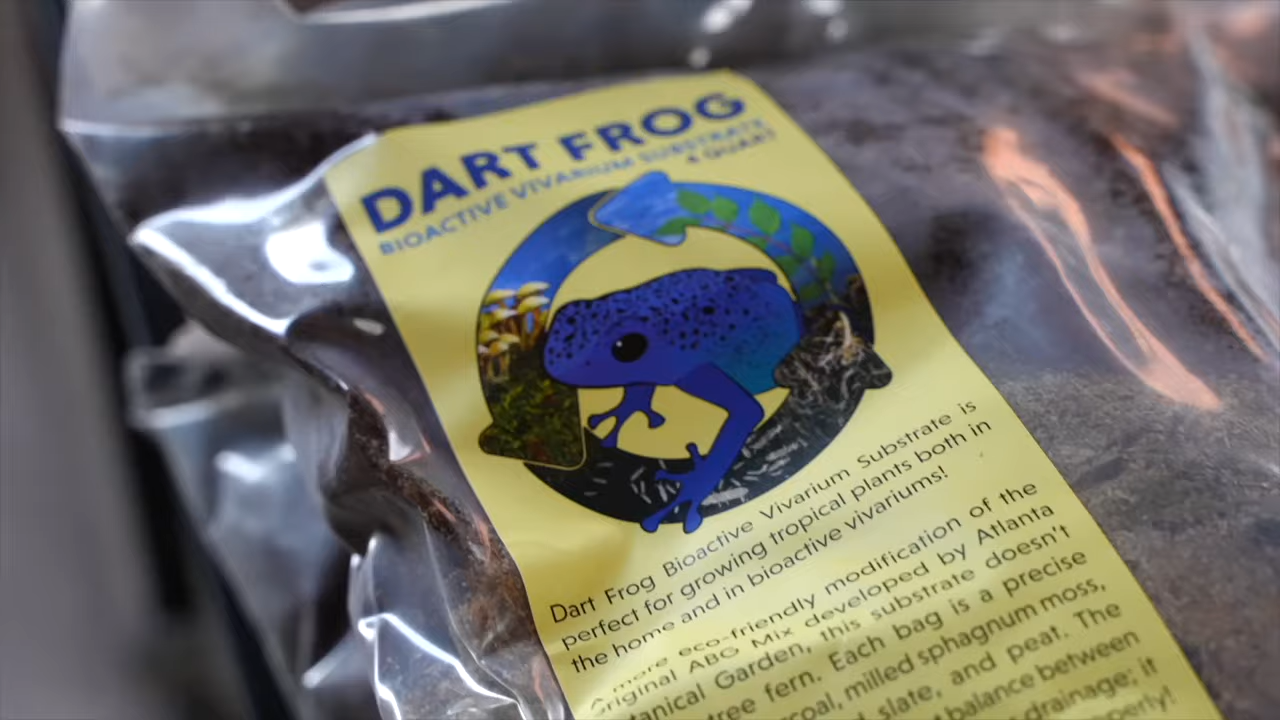 DART FROG
BIOACTIVE VIVARIUM SUBSTRATE
4 QUART
Dart Frog Bioactive Vivarium Substrate is
perfect for growing tropical plants both in
the home and in bioactive vivariums!
more eco-friendly modification of the
original ABG Mix developed by Atlanta
Garden, this substrate doesn't
tree fern. Each bag is a precise
milled sphagnum moss,
slate, and peat. The
balance between
drainage; it